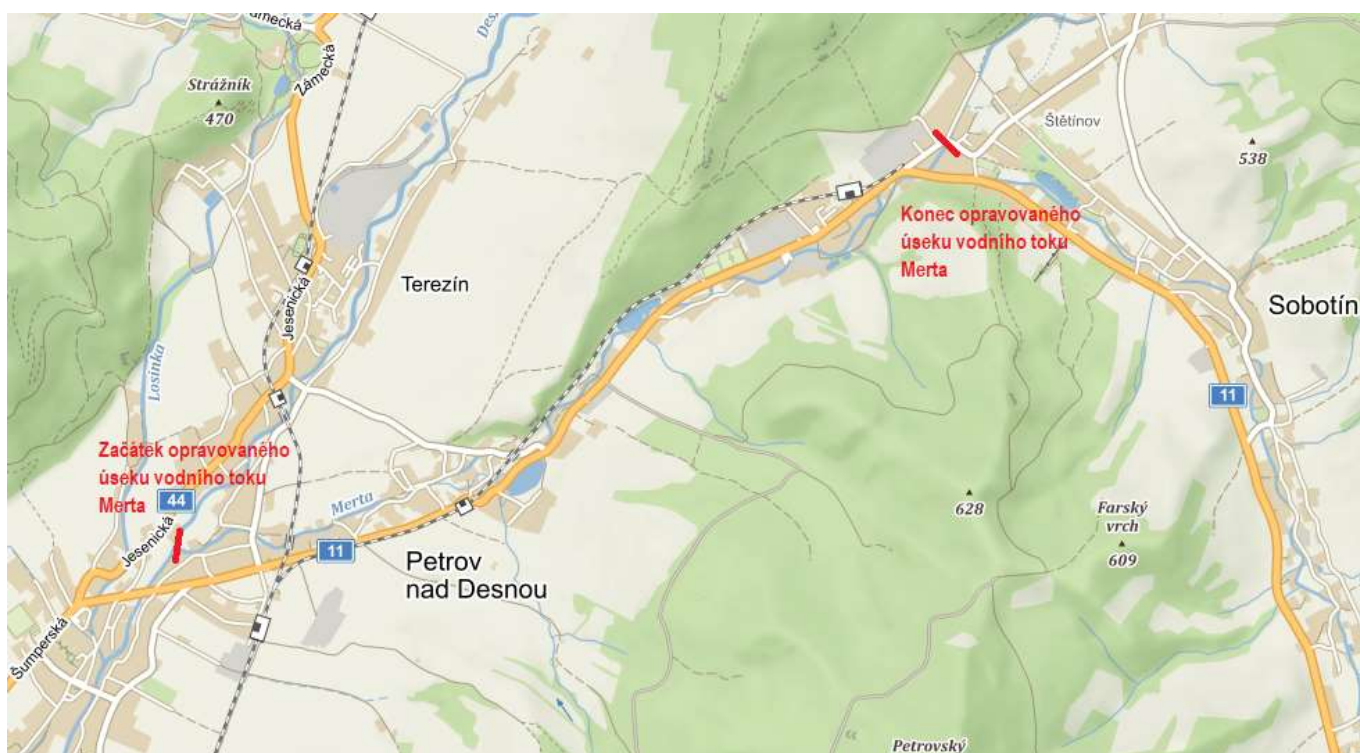 Zámecká
Des
Strážník
470
Zámecká
Štětínov
538
Konec opravovaného
úseku vodního toku
Merta
Jesenická
Terezín
Sobotín
Losinka
11
Začátek opravovaného
úseku vodního toku
Merta
44
Merta
628
Farský
vrch
609
Jesenická
11
Petrov
nad Desnou
Šumperská
Petrovský